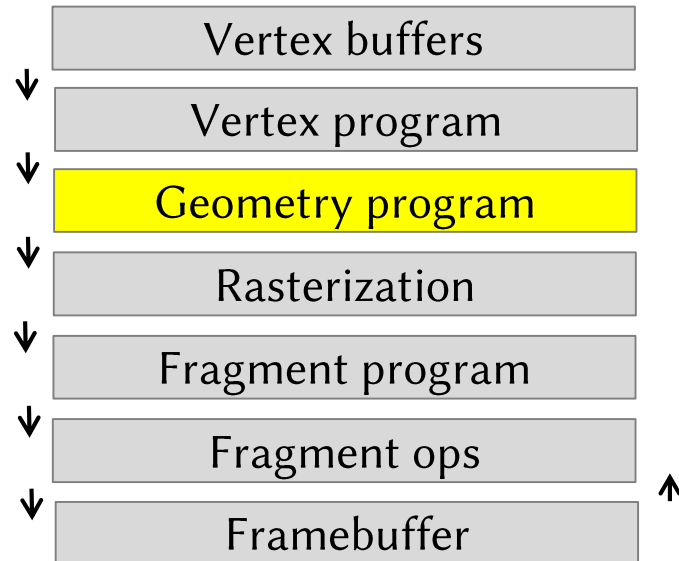 Vertex buffers
Vertex program
Geometry program
Rasterization
Fragment program
Fragment ops
Framebuffer